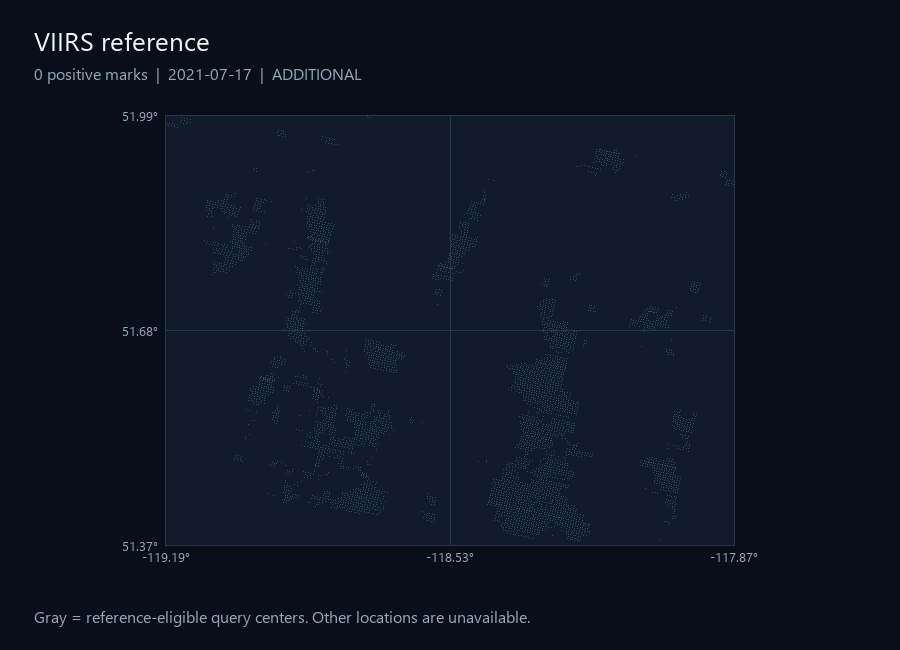 VIIRS reference
0 positive marks | 2021-07-17 | ADDITIONAL
51.99°
51.68°
51.37°
-119.19°
-118.53°
-117.87°
Gray = reference-eligible query centers. Other locations are unavailable.